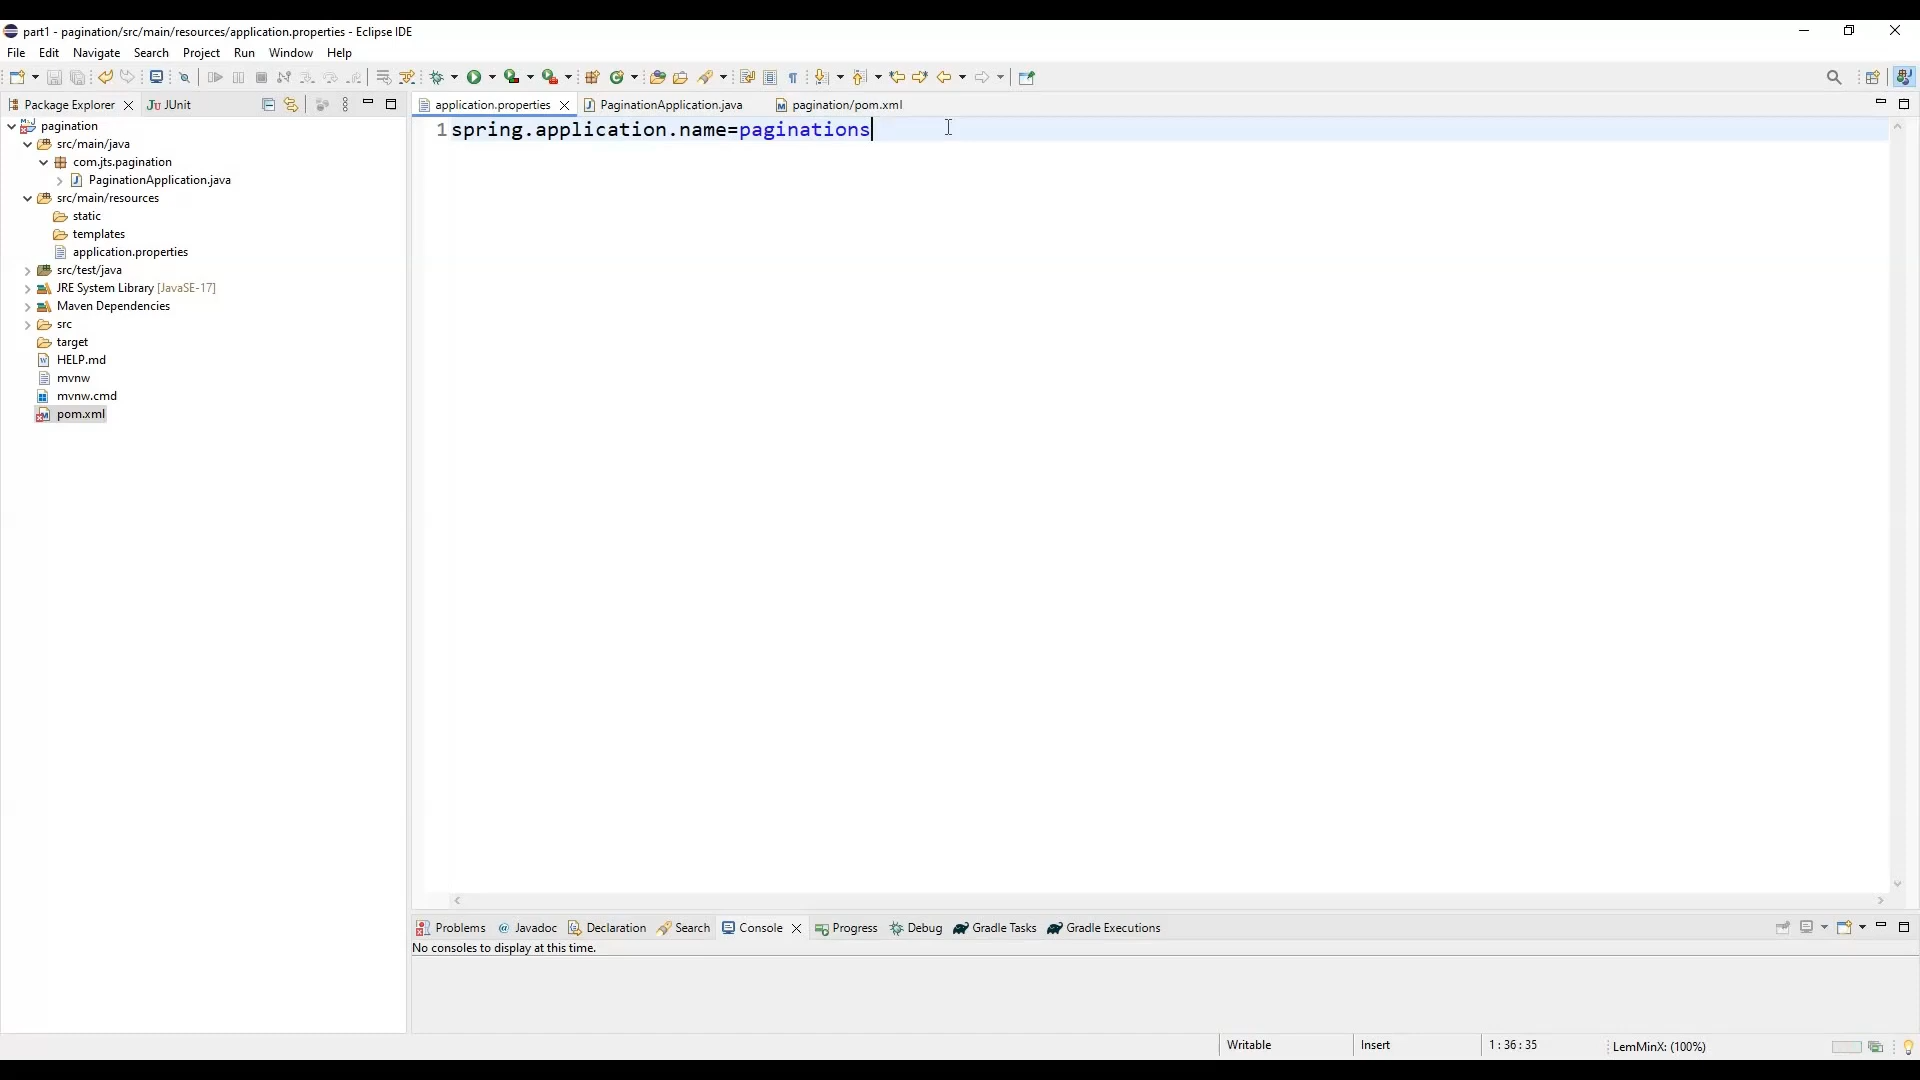 part1 - pagination/src/main/resources/application.properties - Eclipse IDE
File Edit Navigate Search Project Run Window Help
Package Explorer JUnit
application.properties PaginationApplication.java pagination/pom.xml
pagination
src/main/java
com.jts.pagination
PaginationApplication.java
src/main/resources
static
templates
application.properties
src/test/java
JRE System Library [JavaSE-17]
Maven Dependencies
src
target
HELP.md
mvnw
mvnw.cmd
pom.xml
1 spring.application.name=paginations
Problems @ Javadoc Declaration Search Console Progress Debug Gradle Tasks Gradle Executions
No consoles to display at this time.
Writable Insert 1 : 36 : 35 LemMinX: (100%)